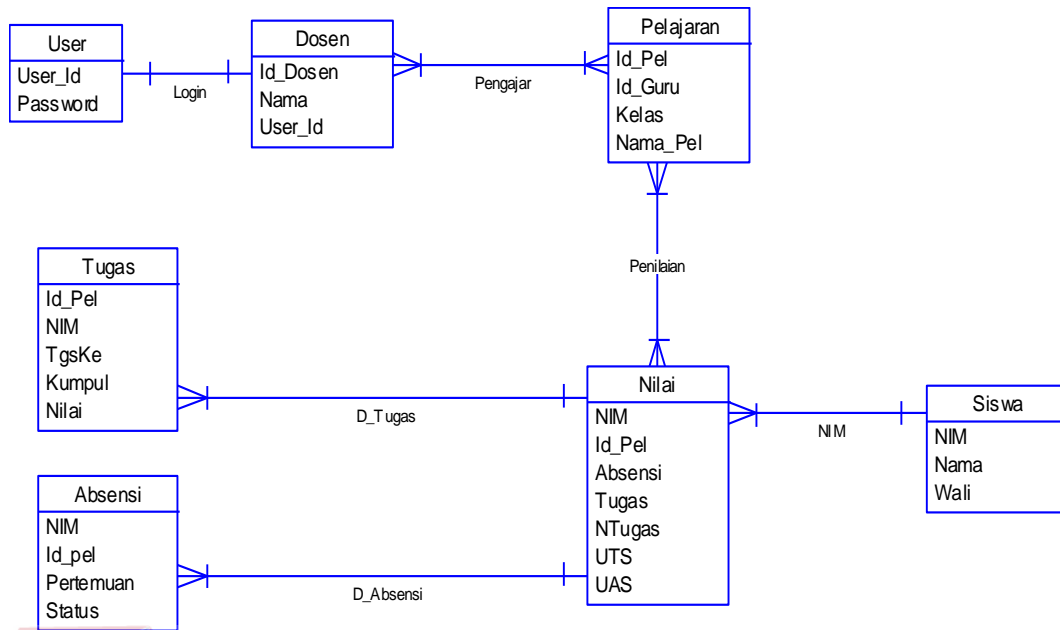 User
User_Id
Password
Login
Dosen
Id_Dosen
Nama
User_Id
Pengajar
Pelajaran
Id_Pel
Id_Guru
Kelas
Nama_Pel
Penilaian
Tugas
Id_Pel
NIM
TgsKe
Kumpul
Nilai
D_Tugas
Absensi
NIM
Id_pel
Pertemuan
Status
D_Absensi
Nilai
NIM
Id_Pel
Absensi
Tugas
NTugas
UTS
UAS
NIM
Siswa
NIM
Nama
Wali